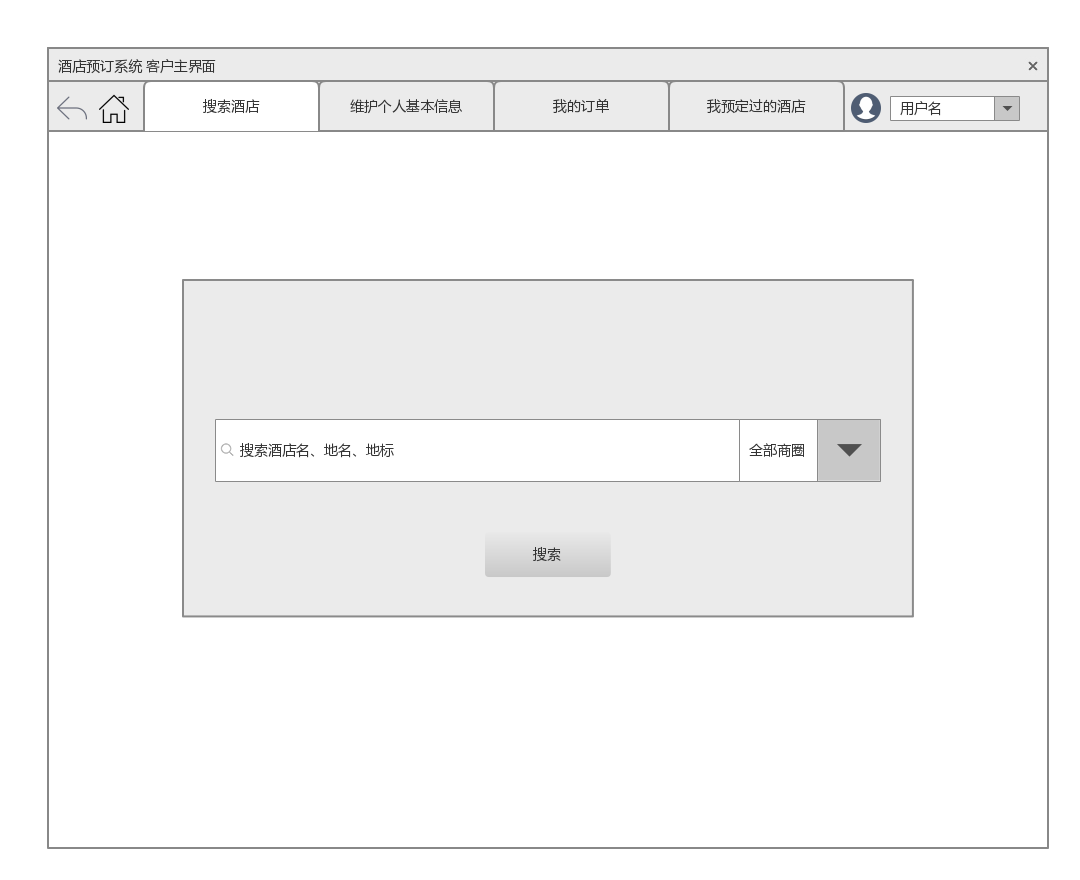 酒店预订系统 客户主界面
搜索酒店
维护个人基本信息
我的订单
我预定过的酒店
用户名
搜索酒店名、地名、地标
全部商圈
搜索